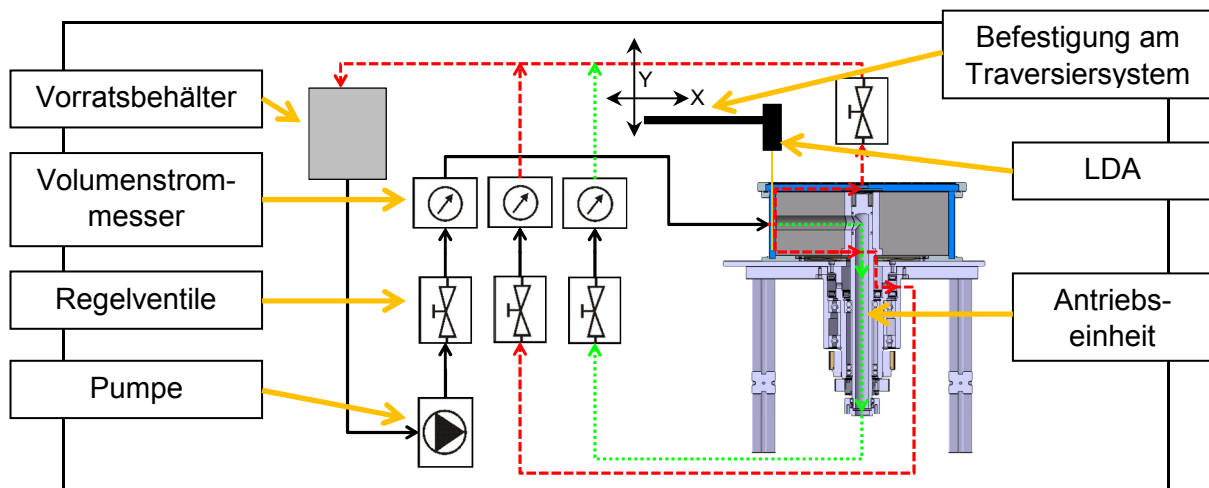 Vorratsbehälter
Volumenstrom-
messer
Regelventile
Pumpe
Y
X
Befestigung am
Traversiersystem
LDA
Antriebs-
einheit